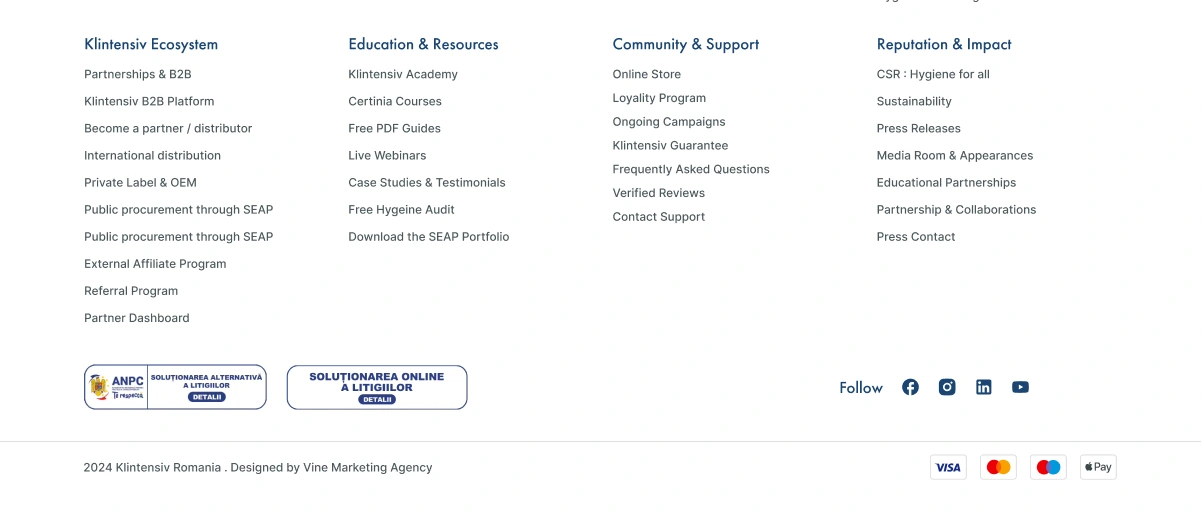 Klintensiv Ecosystem
Partnerships & B2B
Klintensiv B2B Platform
Become a partner / distributor
International distribution
Private Label & OEM
Public procurement through SEAP
Public procurement through SEAP
External Affiliate Program
Referral Program
Partner Dashboard
Education & Resources
Klintensiv Academy
Certinia Courses
Free PDF Guides
Live Webinars
Case Studies & Testimonials
Free Hygeine Audit
Download the SEAP Portfolio
Community & Support
Online Store
Loyality Program
Ongoing Campaigns
Klintensiv Guarantee
Frequently Asked Questions
Verified Reviews
Contact Support
Reputation & Impact
CSR : Hygiene for all
Sustainability
Press Releases
Media Room & Appearances
Educational Partnerships
Partnership & Collaborations
Press Contact
ANPC
Te respectă
SOLUȚIONAREA ALTERNATIVĂ
A LITIGIILOR
DETALII
SOLUȚIONAREA ONLINE
A LITIGIILOR
DETALII
Follow
2024 Klintensiv Romania . Designed by Vine Marketing Agency
VISA
Pay